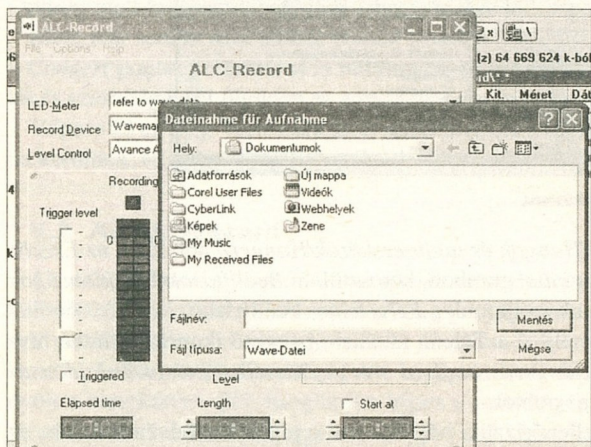 ALC-Record
File Options Help
ALC-Record
LED-Meter refer to wave data
Record Device Wavemap
Level Control Avance A
Recording
Trigger level
Triggered
Level
Elapsed time Length Start at
(z) 64 669 624 k-ból
Kit. Méret Dát
Dateinahme für Aufnahme
Hely: Dokumentumok
Adatforrások Új mappa
Corel User Files Videók
CyberLink Webhelyek
Képek Zene
My Music
My Received Files
Fájlnév: Mentés
Fájl típusa: Wave-Datei Mégse